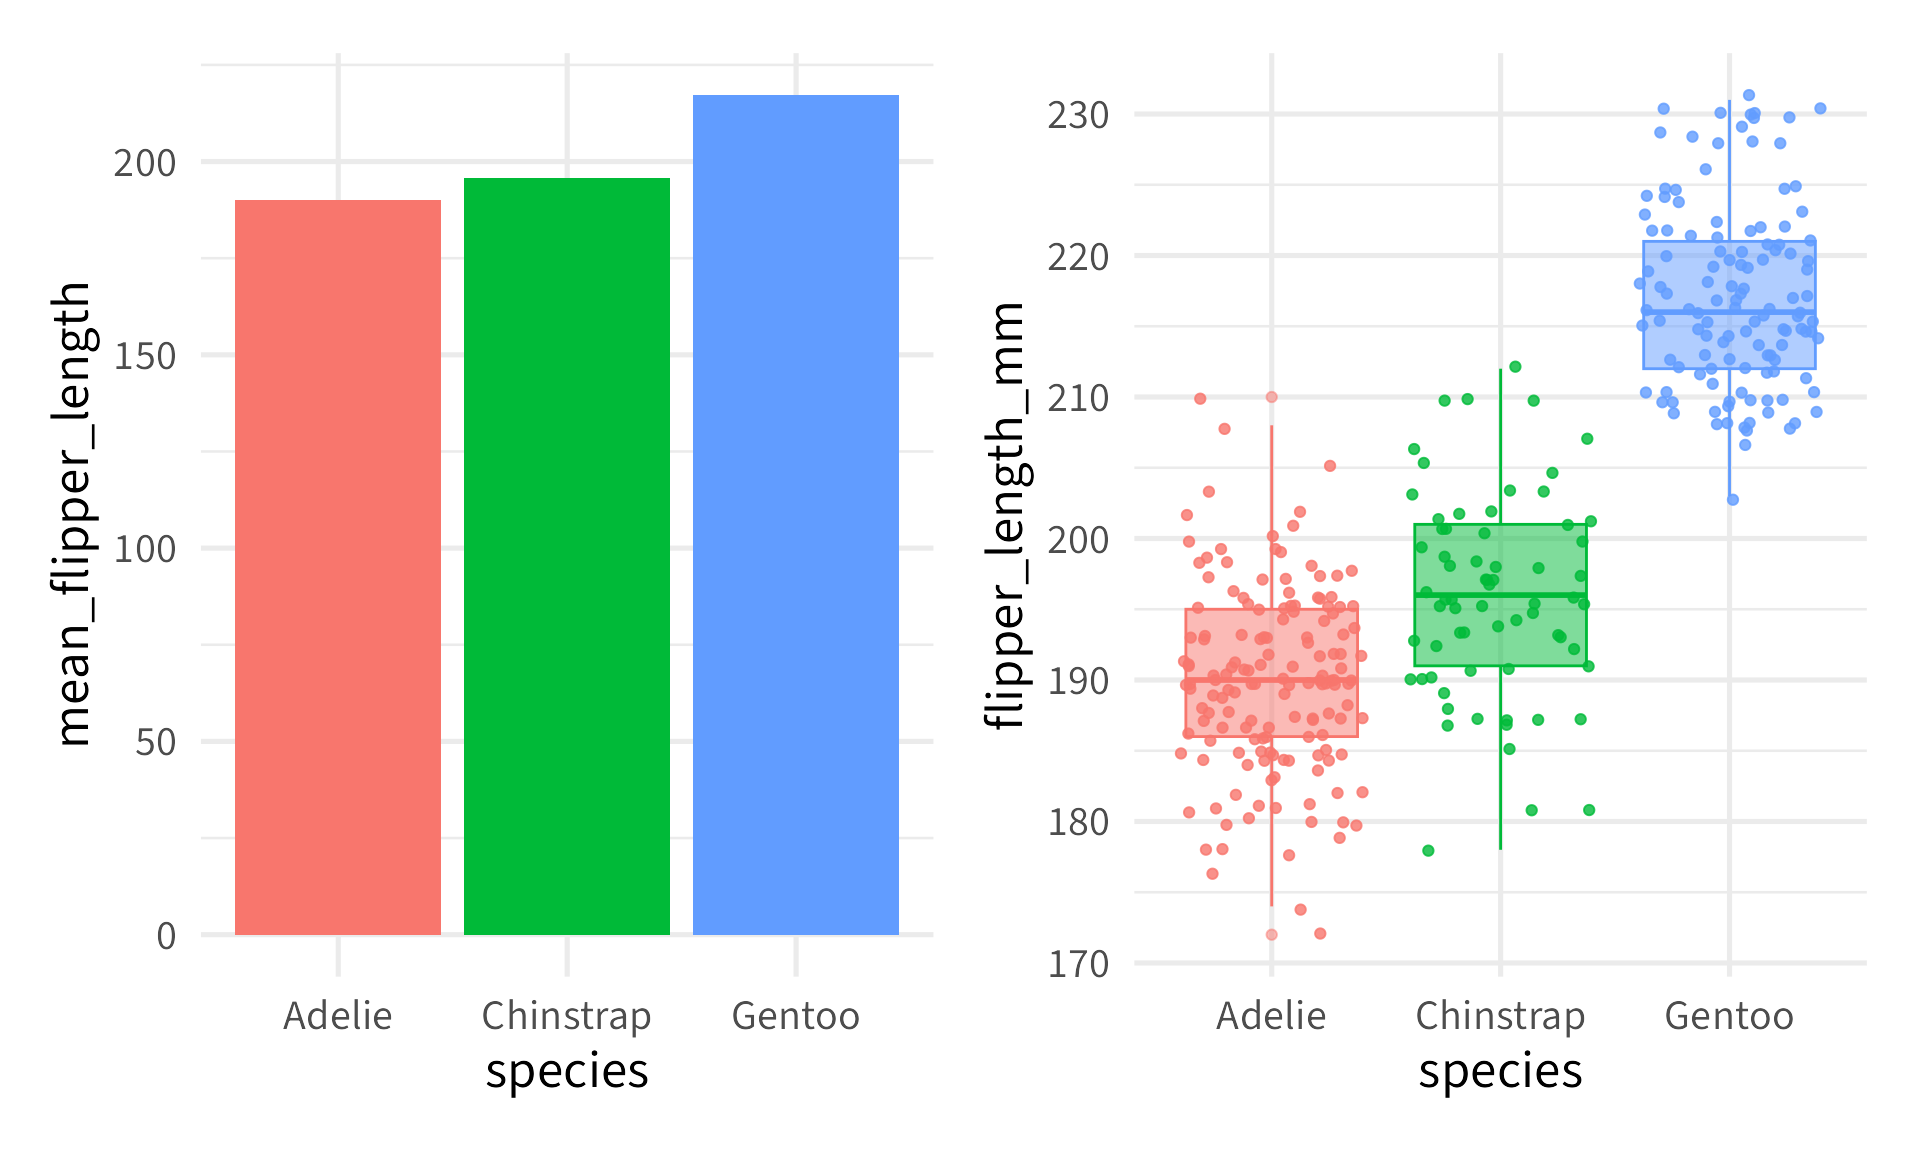 mean_flipper_length
200
150
100
50
0
Adelie Chinstrap Gentoo
species
flipper_length_mm
230
220
210
200
190
180
170
Adelie Chinstrap Gentoo
species